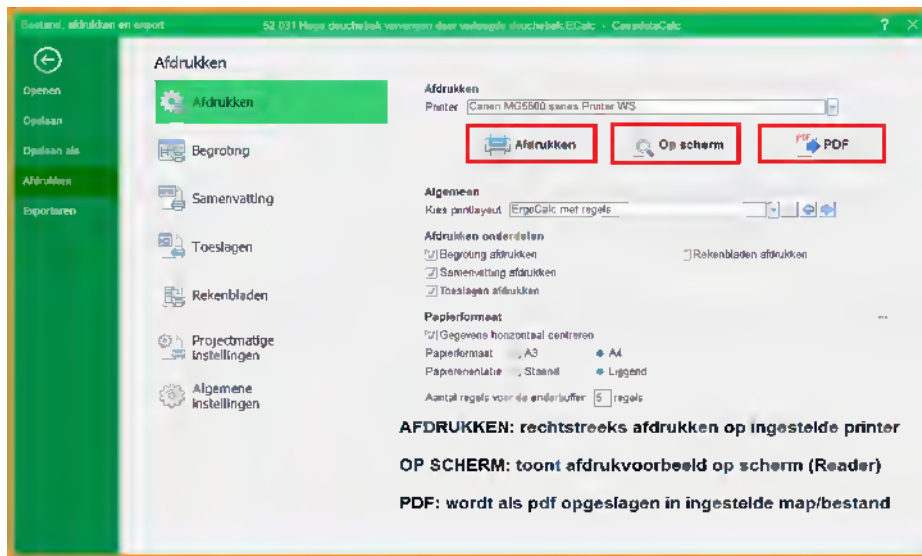 Bestand, afdrukken en export
52 031 Hoge douchebak vervangen door verlaagde douchebak.ECalc -
?
Afdrukken
Openen
Opslaan
Opslaan als
Afdrukken
Exporteren
Afdrukken
Begroting
Samenvatting
Toeslagen
Rekenbladen
Projectmatige
instellingen
Algemene
instellingen
Afdrukken
Printer Canon MG5500 series Printer WS
Afdrukken Op scherm PDF PDF
Algemeen
Kies printlayout ErgoCalc met regels
Afdrukken onderdelen
Begroting afdrukken Rekenbladen afdrukken
Samenvatting afdrukken
Toeslagen afdrukken
Papierformaat ...
Gegevens horizontaal centreren
Papierformaat A3 A4
Papieroriëntatie Staand Liggend
Aantal regels voor de onderbuffer 5 regels
AFDRUKKEN: rechtstreeks afdrukken op ingestelde printer
OP SCHERM: toont afdrukvoorbeeld op scherm (Reader)
PDF: wordt als pdf opgeslagen in ingestelde map/bestand